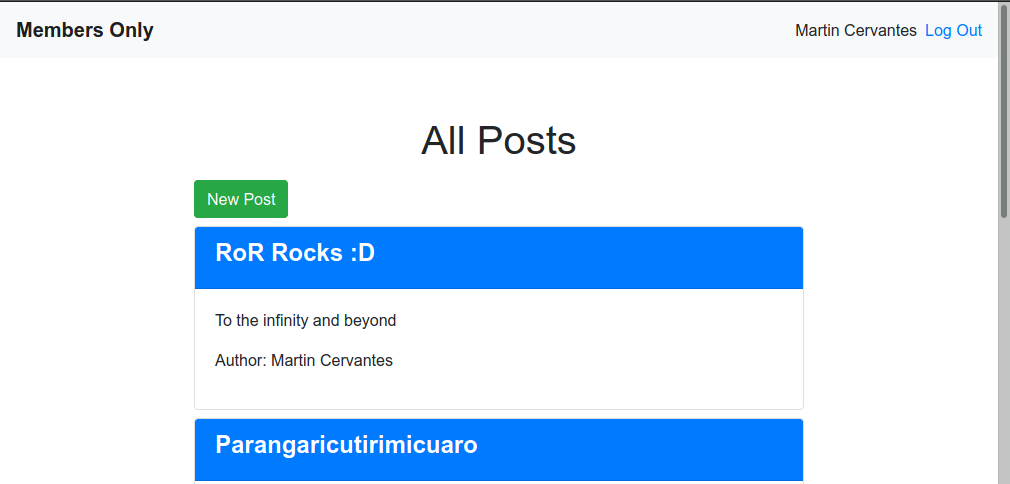 Members Only
Martin Cervantes Log Out
All Posts
New Post
RoR Rocks :D
To the infinity and beyond
Author: Martin Cervantes
Parangaricutirimicuaro